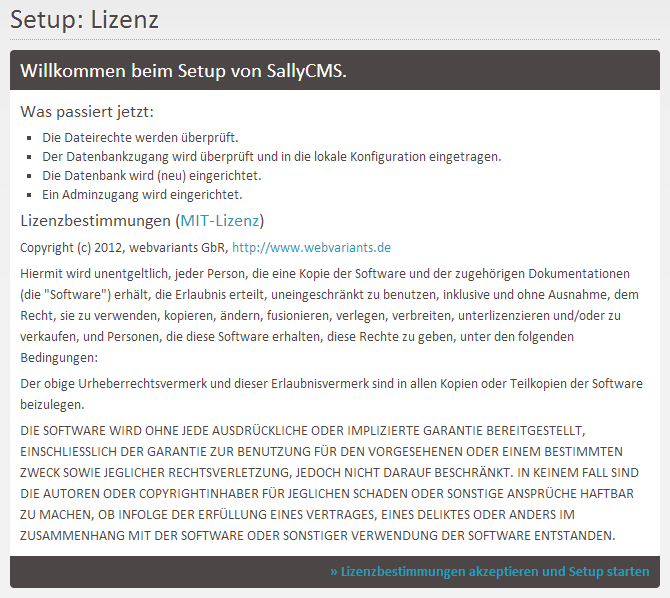 Setup: Lizenz
Willkommen beim Setup von SallyCMS.
Was passiert jetzt:
Die Dateirechte werden überprüft.
Der Datenbankzugang wird überprüft und in die lokale Konfiguration eingetragen.
Die Datenbank wird (neu) eingerichtet.
Ein Adminzugang wird eingerichtet.
Lizenzbestimmungen (MIT-Lizenz)
Copyright (c) 2012, webvariants GbR, http://www.webvariants.de
Hiermit wird unentgeltlich, jeder Person, die eine Kopie der Software und der zugehörigen Dokumentationen
(die "Software") erhält, die Erlaubnis erteilt, uneingeschränkt zu benutzen, inklusive und ohne Ausnahme, dem
Recht, sie zu verwenden, kopieren, ändern, fusionieren, verlegen, verbreiten, unterlizenzieren und/oder zu
verkaufen, und Personen, die diese Software erhalten, diese Rechte zu geben, unter den folgenden
Bedingungen:
Der obige Urheberrechtsvermerk und dieser Erlaubnisvermerk sind in allen Kopien oder Teilkopien der Software
beizulegen.
DIE SOFTWARE WIRD OHNE JEDE AUSDRÜCKLICHE ODER IMPLIZIERTE GARANTIE BEREITGESTELLT,
EINSCHLIESSLICH DER GARANTIE ZUR BENUTZUNG FÜR DEN VORGESEHENEN ODER EINEM BESTIMMTEN
ZWECK SOWIE JEGLICHER RECHTSVERLETZUNG, JEDOCH NICHT DARAUF BESCHRÄNKT. IN KEINEM FALL SIND
DIE AUTOREN ODER COPYRIGHTINHABER FÜR JEGLICHEN SCHADEN ODER SONSTIGE ANSPRÜCHE HAFTBAR
ZU MACHEN, OB INFOLGE DER ERFÜLLUNG EINES VERTRAGES, EINES DELIKTES ODER ANDERS IM
ZUSAMMENHANG MIT DER SOFTWARE ODER SONSTIGER VERWENDUNG DER SOFTWARE ENTSTANDEN.
» Lizenzbestimmungen akzeptieren und Setup starten